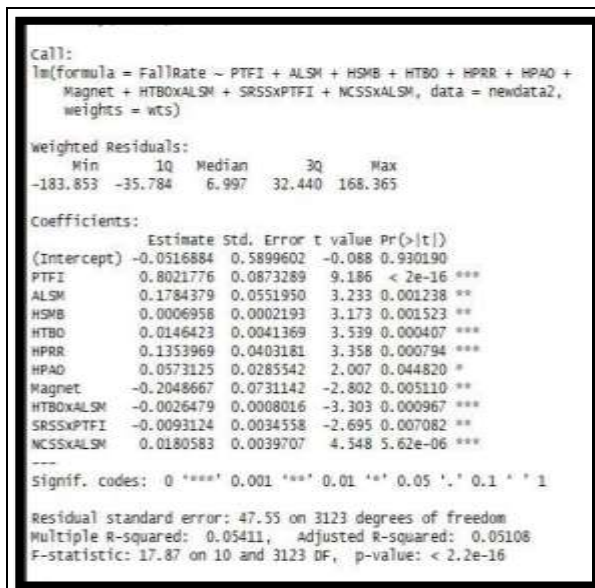 Call:
lm(formula = FallRate ~ PTFI + ALSM + HSMB + HTBO + HPRR + HPAO +
Magnet + HTBOxALSM + SRSSxPTFI + NCSSxALSM, data = newdata2,
weights = wts)
Weighted Residuals:
Min 1Q Median 3Q Max
-183.853 -35.784 6.997 32.440 168.365
Coefficients:
Estimate Std. Error t value Pr(>|t|)
(Intercept) -0.0516884 0.5899602 -0.088 0.930190
PTFI 0.8021776 0.0873289 9.186 < 2e-16 ***
ALSM 0.1784379 0.0551950 3.233 0.001238 **
HSMB 0.0006958 0.0002193 3.173 0.001523 **
HTBO 0.0146423 0.0041369 3.539 0.000407 ***
HPRR 0.1353969 0.0403181 3.358 0.000794 ***
HPAO 0.0573125 0.0285542 2.007 0.044820 *
Magnet -0.2048667 0.0731142 -2.802 0.005110 **
HTBOxALSM -0.0026479 0.0008016 -3.303 0.000967 ***
SRSSxPTFI -0.0093124 0.0034558 -2.695 0.007082 **
NCSSxALSM 0.0180583 0.0039707 4.548 5.62e-06 ***
---
Signif. codes: 0 '***' 0.001 '**' 0.01 '*' 0.05 '.' 0.1 ' ' 1
Residual standard error: 47.55 on 3123 degrees of freedom
Multiple R-squared: 0.05411, Adjusted R-squared: 0.05108
F-statistic: 17.87 on 10 and 3123 DF, p-value: < 2.2e-16